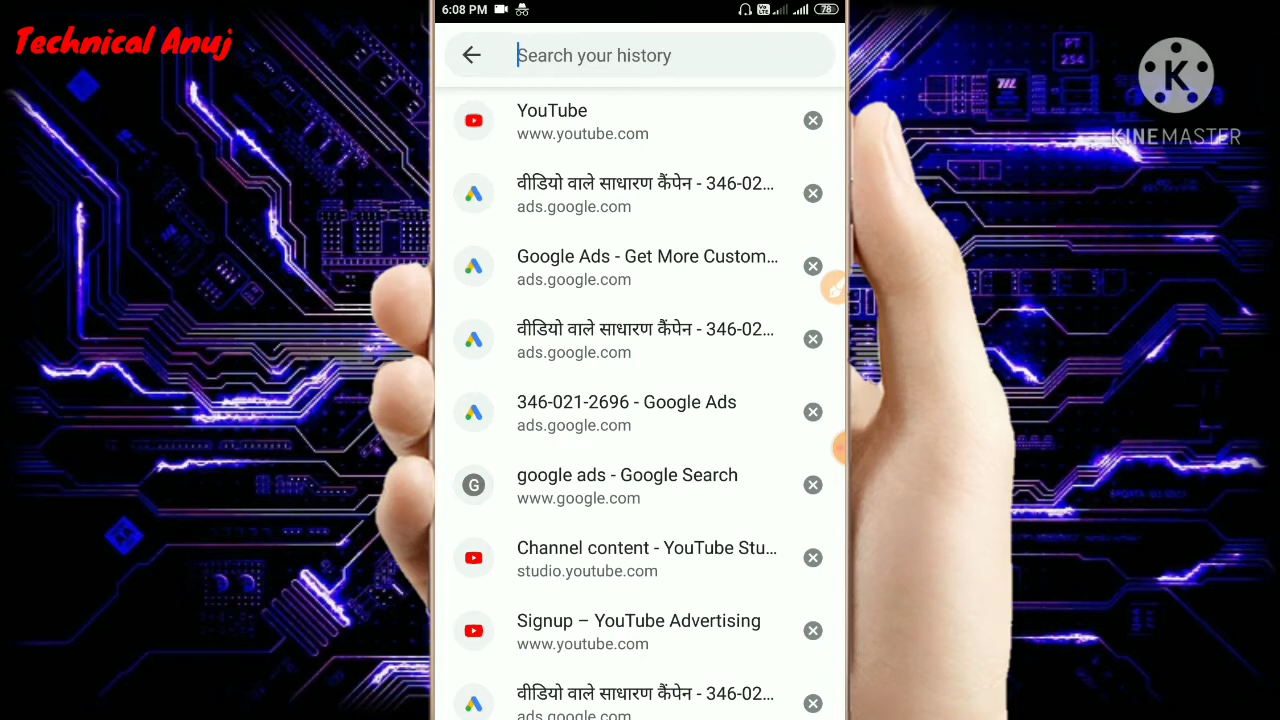 Technical Anuj
6:08 PM
78
Search your history
YouTube
www.youtube.com
वीडियो वाले साधारण कैंपेन - 346-02...
ads.google.com
Google Ads - Get More Custom...
ads.google.com
वीडियो वाले साधारण कैंपेन - 346-02...
ads.google.com
346-021-2696 - Google Ads
ads.google.com
G
google ads - Google Search
www.google.com
Channel content - YouTube Stu...
studio.youtube.com
Signup – YouTube Advertising
www.youtube.com
वीडियो वाले साधारण कैंपेन - 346-02...
ads.google.com
K
KINEMASTER
PT
254